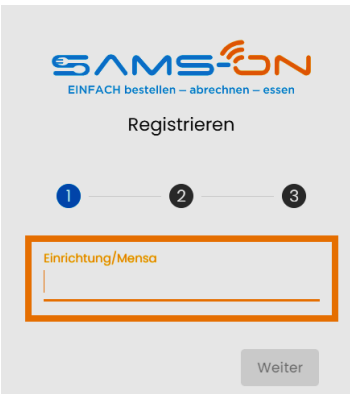 SAMS-ON
EINFACH bestellen – abrechnen – essen
Registrieren
1 2 3
Einrichtung/Mensa
Weiter